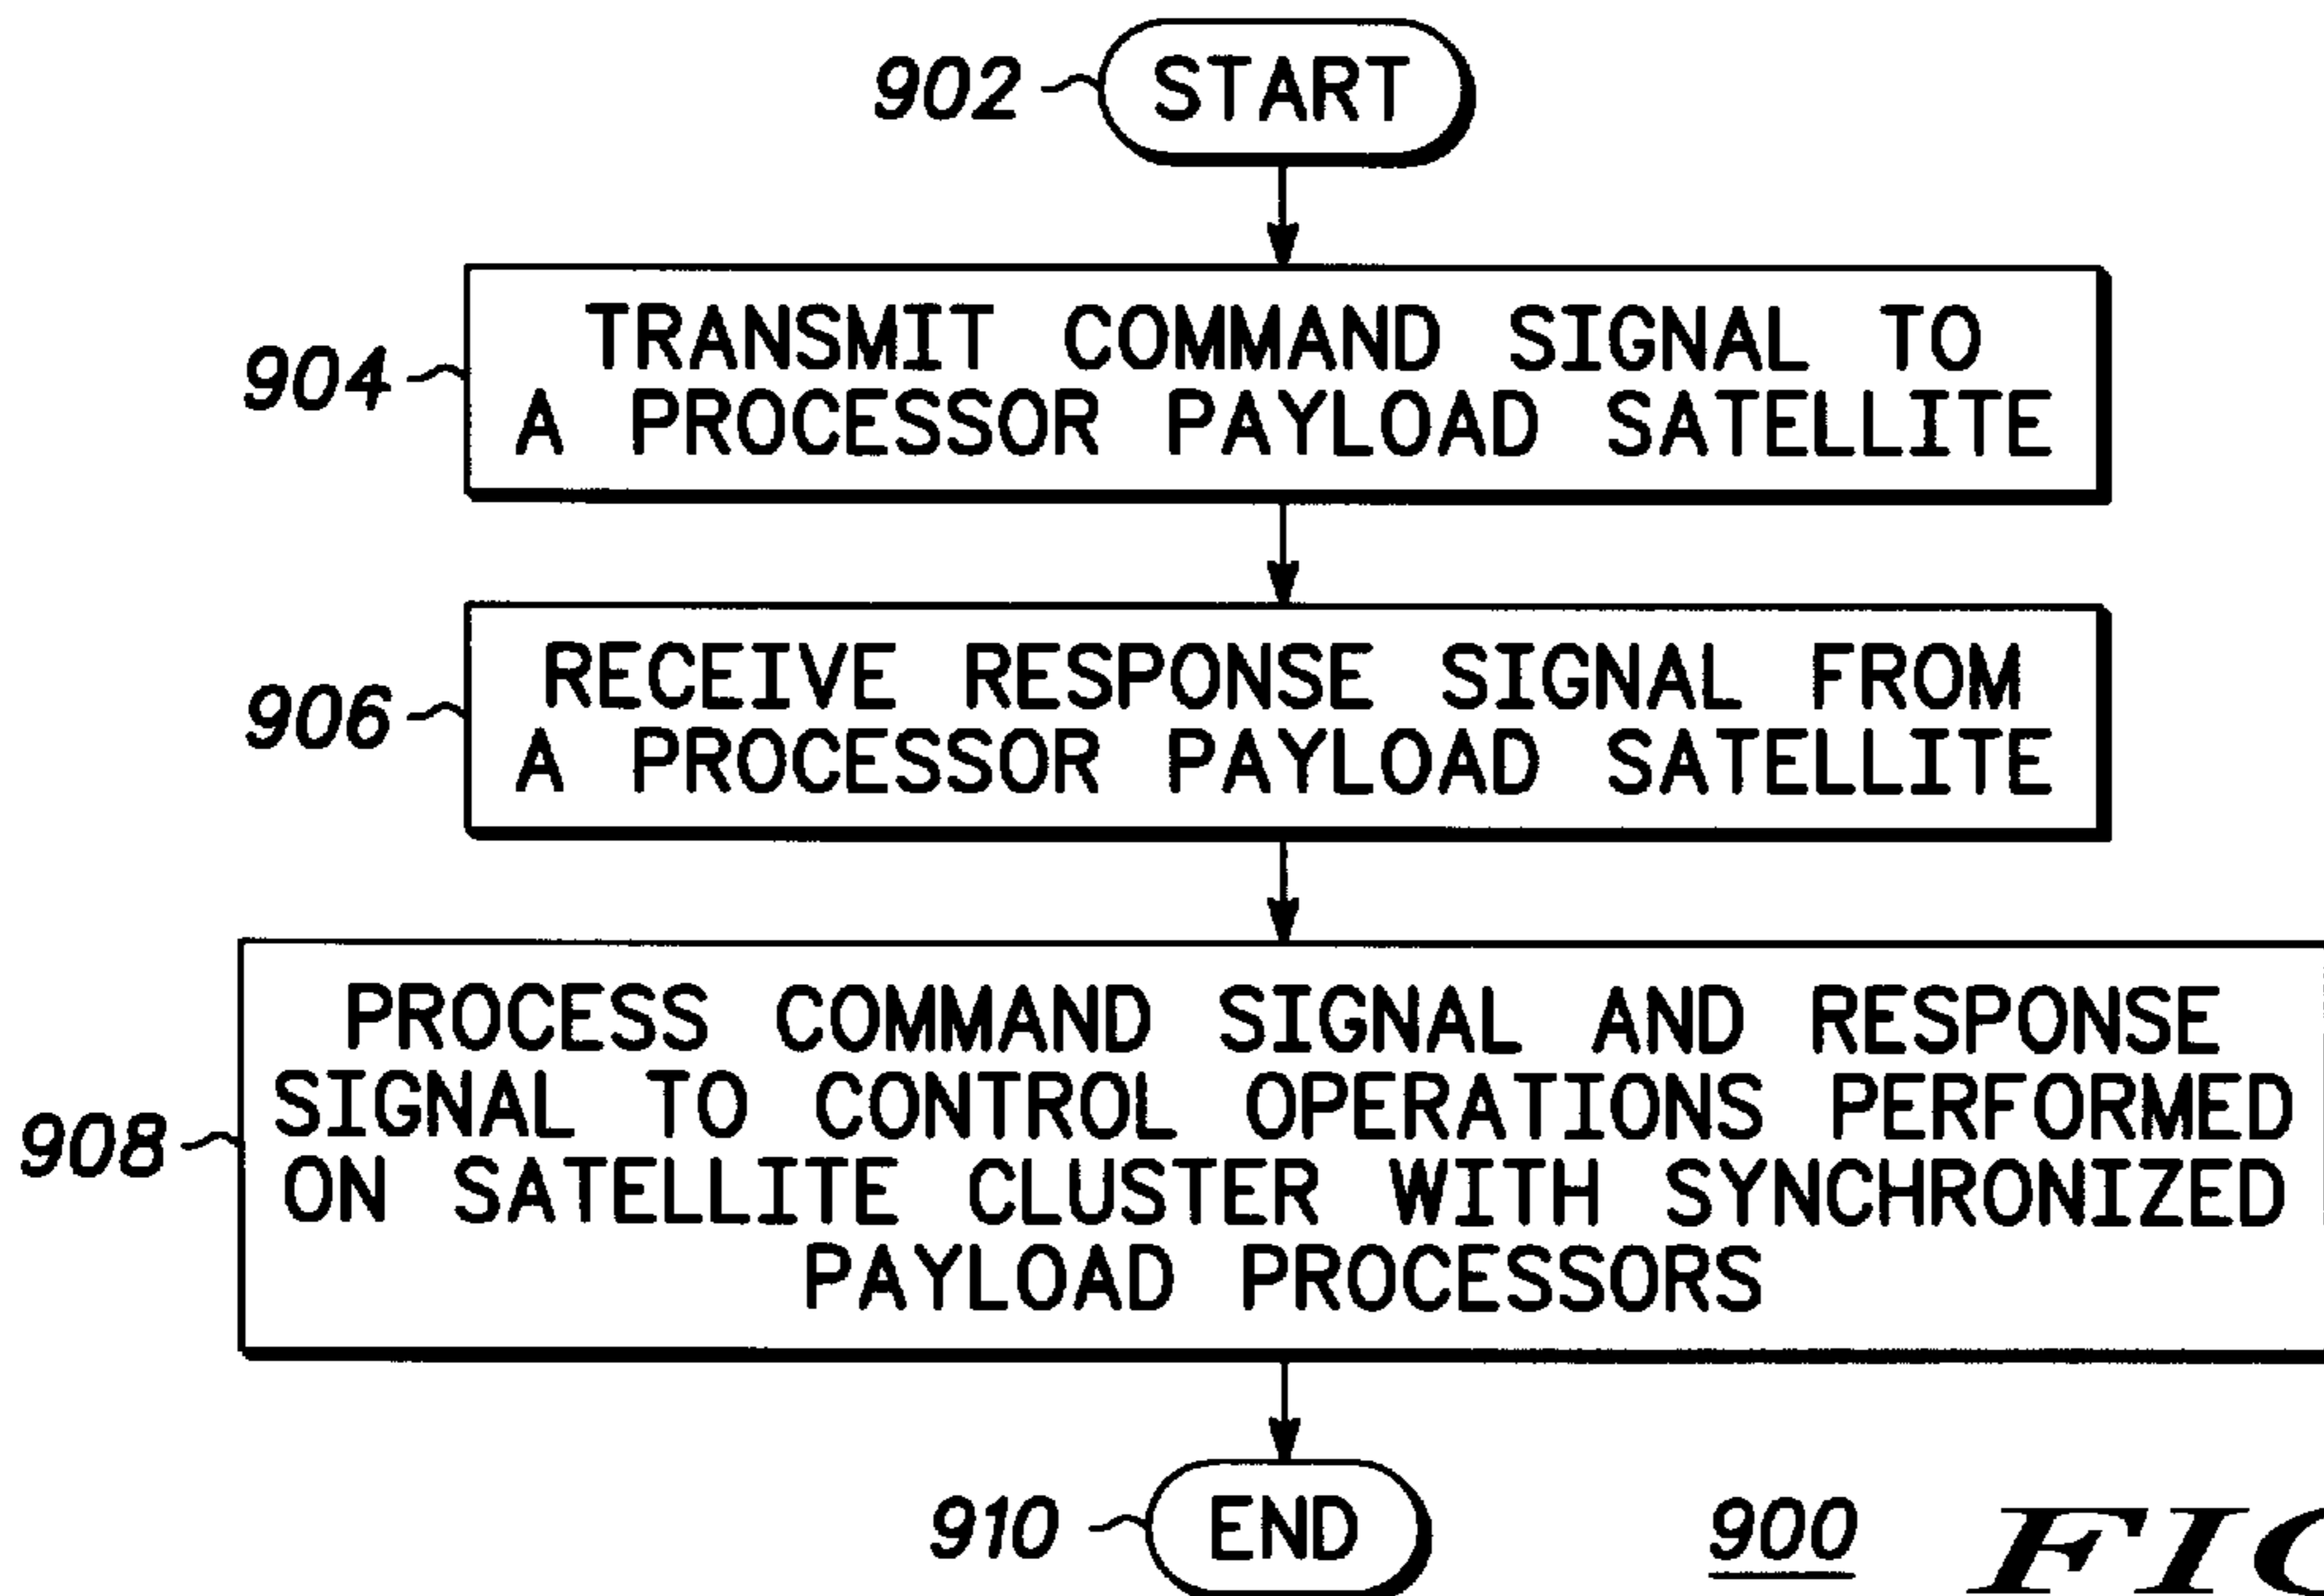 902 START
904 TRANSMIT COMMAND SIGNAL TO
A PROCESSOR PAYLOAD SATELLITE
906 RECEIVE RESPONSE SIGNAL FROM
A PROCESSOR PAYLOAD SATELLITE
908 PROCESS COMMAND SIGNAL AND RESPONSE
SIGNAL TO CONTROL OPERATIONS PERFORMED
ON SATELLITE CLUSTER WITH SYNCHRONIZED
PAYLOAD PROCESSORS
910 END
900